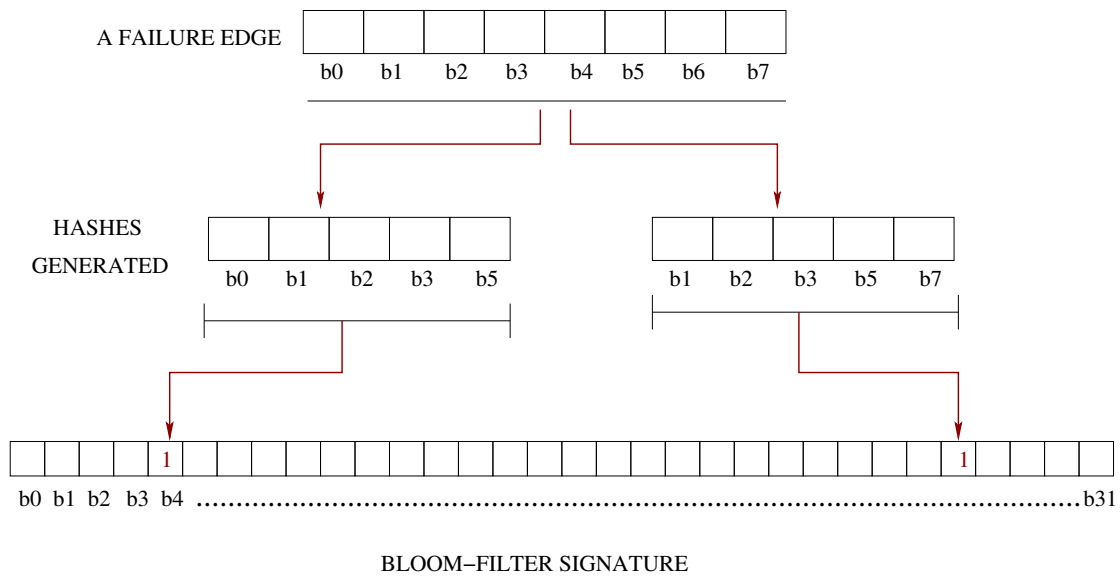 A FAILURE EDGE
b0 b1 b2 b3 b4 b5 b6 b7
HASHES
GENERATED
b0 b1 b2 b3 b5
b1 b2 b3 b5 b7
1 1
b0 b1 b2 b3 b4 ........................ b31
BLOOM−FILTER SIGNATURE